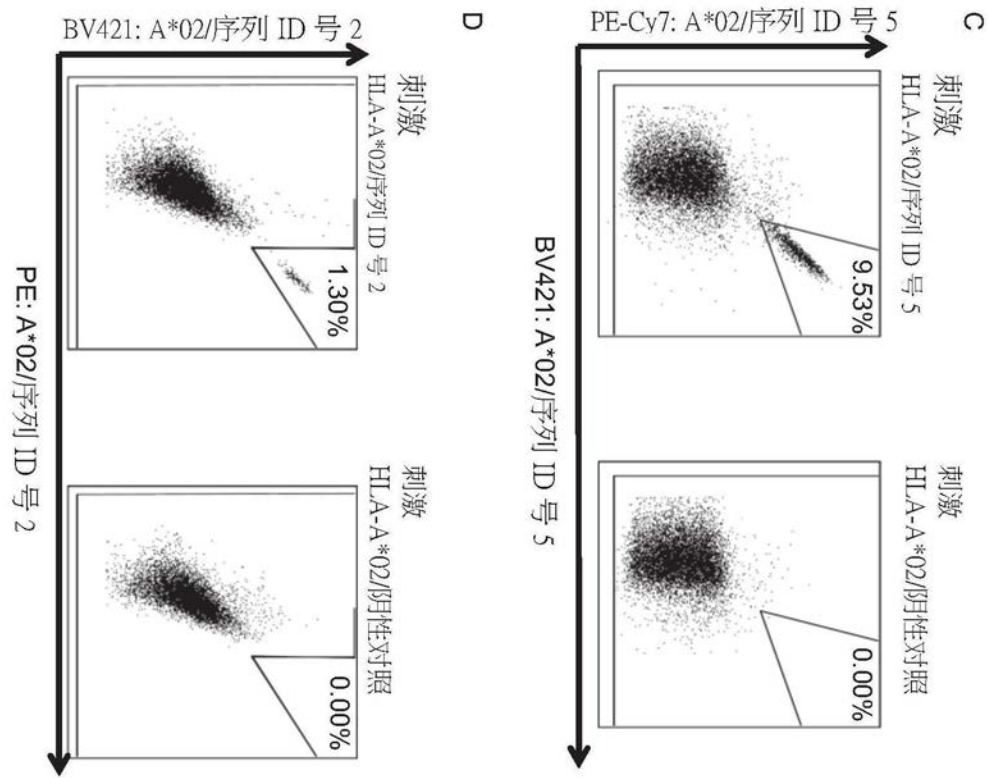 C
PE-Cy7: A*02/序列 ID 号 5
刺激
HLA-A*02/序列 ID 号 5
9.53%
刺激
HLA-A*02/阴性对照
0.00%
BV421: A*02/序列 ID 号 5
D
BV421: A*02/序列 ID 号 2
刺激
HLA-A*02/序列 ID 号 2
1.30%
刺激
HLA-A*02/阴性对照
0.00%
PE: A*02/序列 ID 号 2